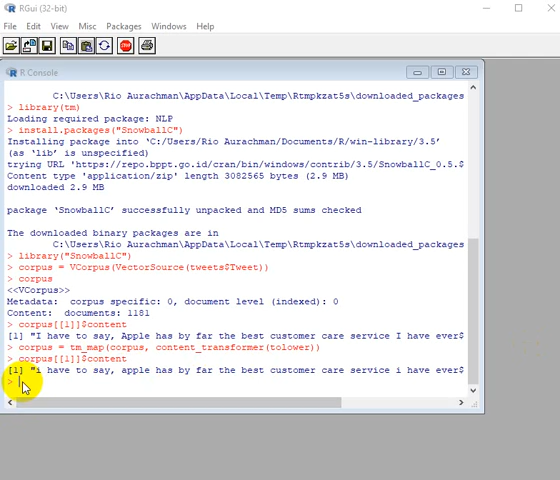 RGui (32-bit)
File Edit View Misc Packages Windows Help
STOP
R Console
C:\Users\Rio Aurachman\AppData\Local\Temp\Rtmpkzat5s\downloaded_packages
> library(tm)
Loading required package: NLP
> install.packages("SnowballC")
Installing package into ‘C:/Users/Rio Aurachman/Documents/R/win-library/3.5’
(as ‘lib’ is unspecified)
trying URL 'https://repo.bppt.go.id/cran/bin/windows/contrib/3.5/SnowballC_0.5.$
Content type 'application/zip' length 3082565 bytes (2.9 MB)
downloaded 2.9 MB
package ‘SnowballC’ successfully unpacked and MD5 sums checked
The downloaded binary packages are in
C:\Users\Rio Aurachman\AppData\Local\Temp\Rtmpkzat5s\downloaded_packages
> library("SnowballC")
> corpus = VCorpus(VectorSource(tweets$Tweet))
> corpus
<<VCorpus>>
Metadata: corpus specific: 0, document level (indexed): 0
Content: documents: 1181
> corpus[[1]]$content
[1] "I have to say, Apple has by far the best customer care service I have ever$
> corpus = tm_map(corpus, content_transformer(tolower))
> corpus[[1]]$content
[1] "i have to say, apple has by far the best customer care service i have ever$
>